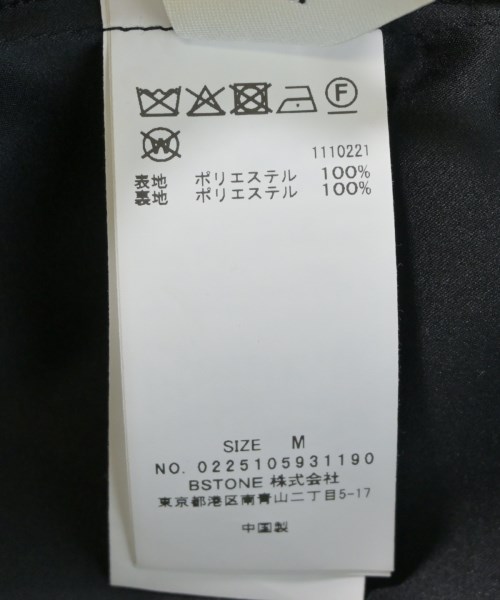 F
W
1110221
表地 ポリエステル 100%
裏地 ポリエステル 100%
SIZE M
NO. 0225105931190
BSTONE 株式会社
東京都港区南青山二丁目5-17
中国製